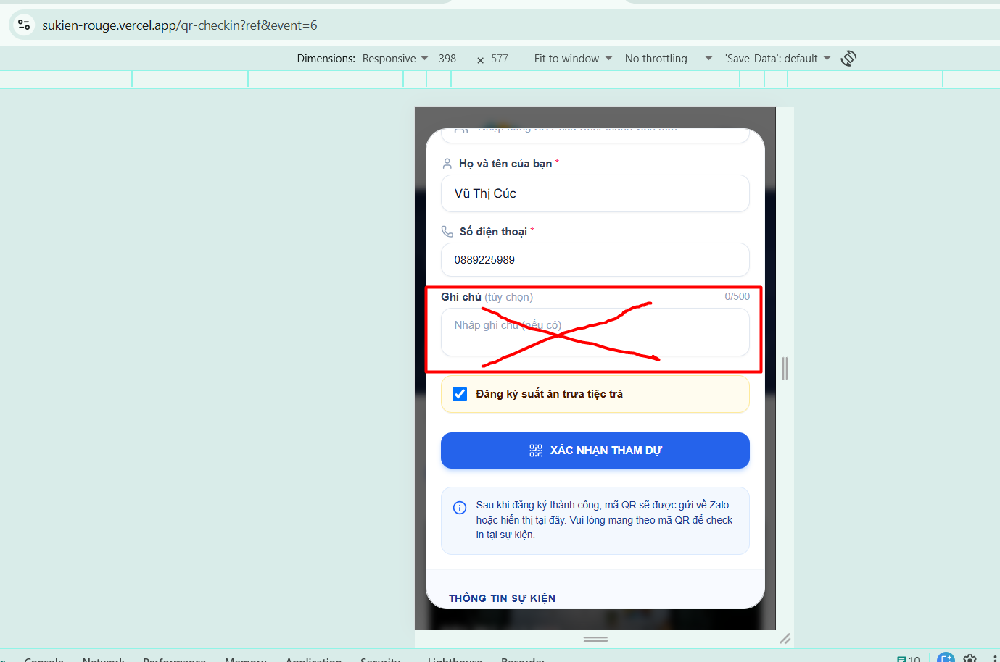 sukien-rouge.vercel.app/qr-checkin?ref&event=6
Dimensions: Responsive 398 x 577 Fit to window No throttling 'Save-Data': default
Họ và tên của bạn *
Vũ Thị Cúc
Số điện thoại *
0889225989
Ghi chú (tùy chọn) 0/500
Nhập ghi chú (nếu có)
Đăng ký suất ăn trưa tiệc trà
XÁC NHẬN THAM DỰ
Sau khi đăng ký thành công, mã QR sẽ được gửi về Zalo
hoặc hiển thị tại đây. Vui lòng mang theo mã QR để check-
in tại sự kiện.
THÔNG TIN SỰ KIỆN
Console Network Performance Memory Application Security Lighthouse Recorder 10